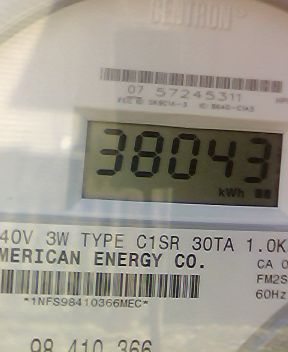 CENTRON®
07 57245311
38043
kWh
40V 3W TYPE C1SR 30TA 1.0K
MERICAN ENERGY CO. CA 0
FM2S
*1NFS98410366MEC* 60Hz
98 410 366